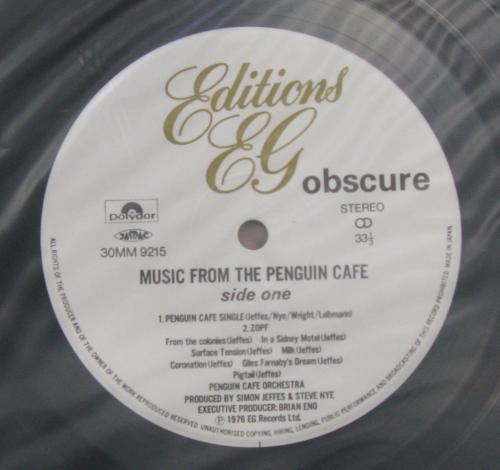 Editions
EG
obscure
Polydor
JASRAC
30MM 9215
STEREO
33⅓
MUSIC FROM THE PENGUIN CAFE
side one
1. PENGUIN CAFE SINGLE (Jeffes/Nye/Wright/Leibmann)
2. ZOPF
From the colonies (Jeffes) In a Sidney Motel (Jeffes)
Surface Tension (Jeffes) Milk (Jeffes)
Coronation (Jeffes) Giles Farnaby's Dream (Jeffes)
Pigtail (Jeffes)
PENGUIN CAFE ORCHESTRA
PRODUCED BY SIMON JEFFES & STEVE NYE
EXECUTIVE PRODUCER: BRIAN ENO
Ⓟ 1976 EG Records Ltd.
ALL RIGHTS OF THE PRODUCER AND OF THE OWNER OF THE WORK REPRODUCED RESERVED. UNAUTHORISED COPYING, HIRING, LENDING, PUBLIC PERFORMANCE AND BROADCASTING OF THIS RECORD PROHIBITED. MADE IN JAPAN